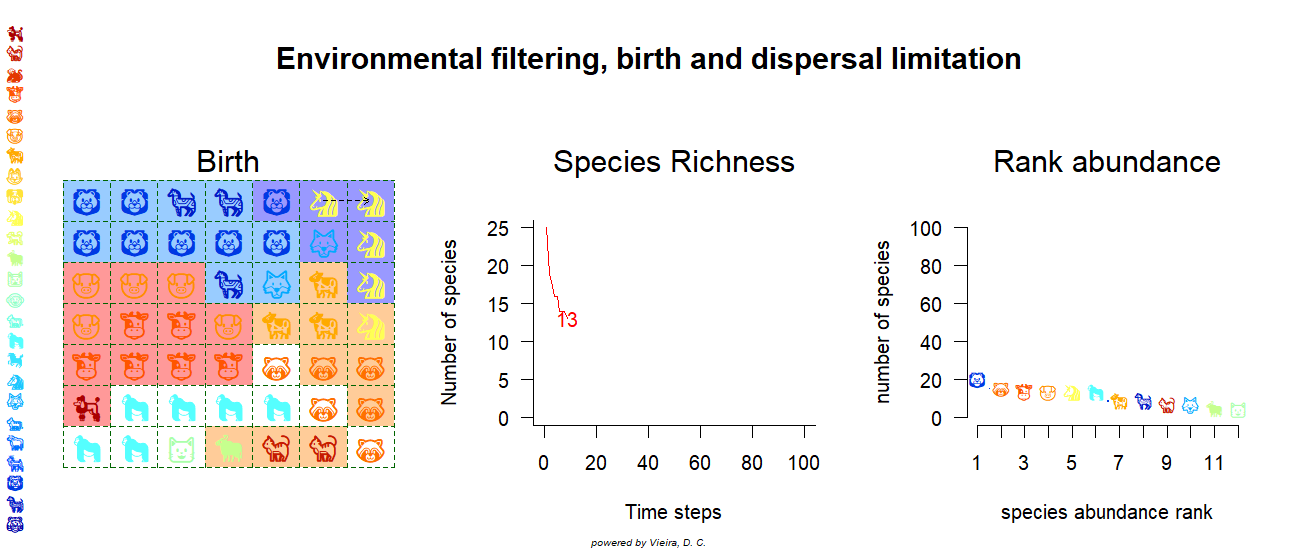 Environmental filtering, birth and dispersal limitation
Birth
Species Richness
Rank abundance
Number of species
25
20
15
10
5
0
13
0 20 40 60 80 100
Time steps
number of species
100
80
60
40
20
0
1 3 5 7 9 11
species abundance rank
powered by Vieira, D. C.